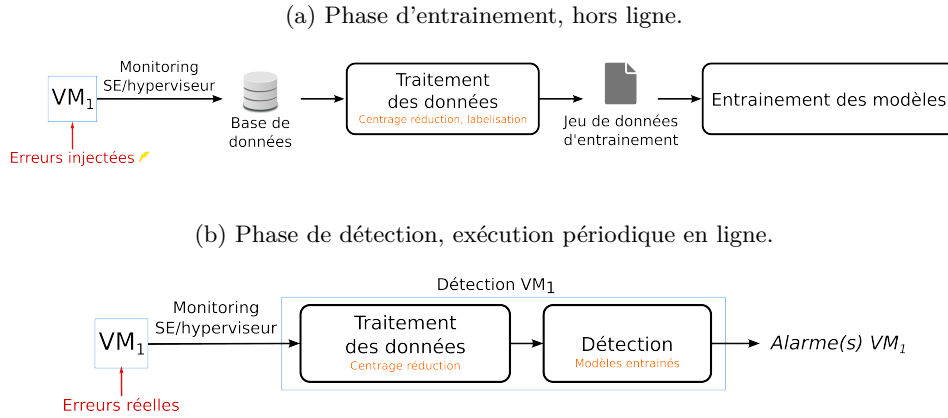 (a) Phase d'entrainement, hors ligne.
Monitoring
SE/hyperviseur
VM1
Erreurs injectées
Base de
données
Traitement
des données
Centrage réduction, labelisation
Jeu de données
d'entrainement
Entrainement des modèles
(b) Phase de détection, exécution périodique en ligne.
Détection VM1
Monitoring
SE/hyperviseur
VM1
Erreurs réelles
Traitement
des données
Centrage réduction
Détection
Modèles entrainés
Alarme(s) VM1